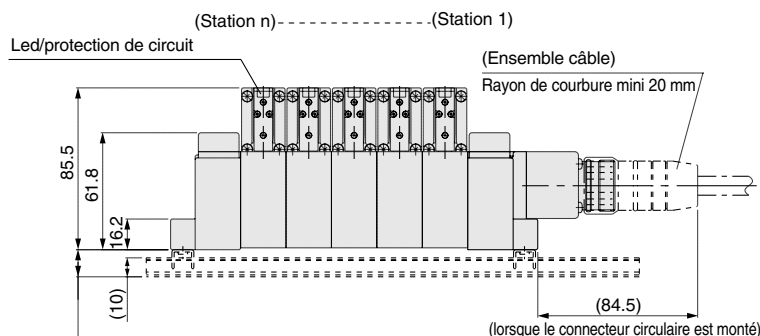 (Station n) (Station 1)
Led/protection de circuit
(Ensemble câble)
Rayon de courbure mini 20 mm
85.5
61.8
16.2
(10)
(84.5)
(lorsque le connecteur circulaire est monté)